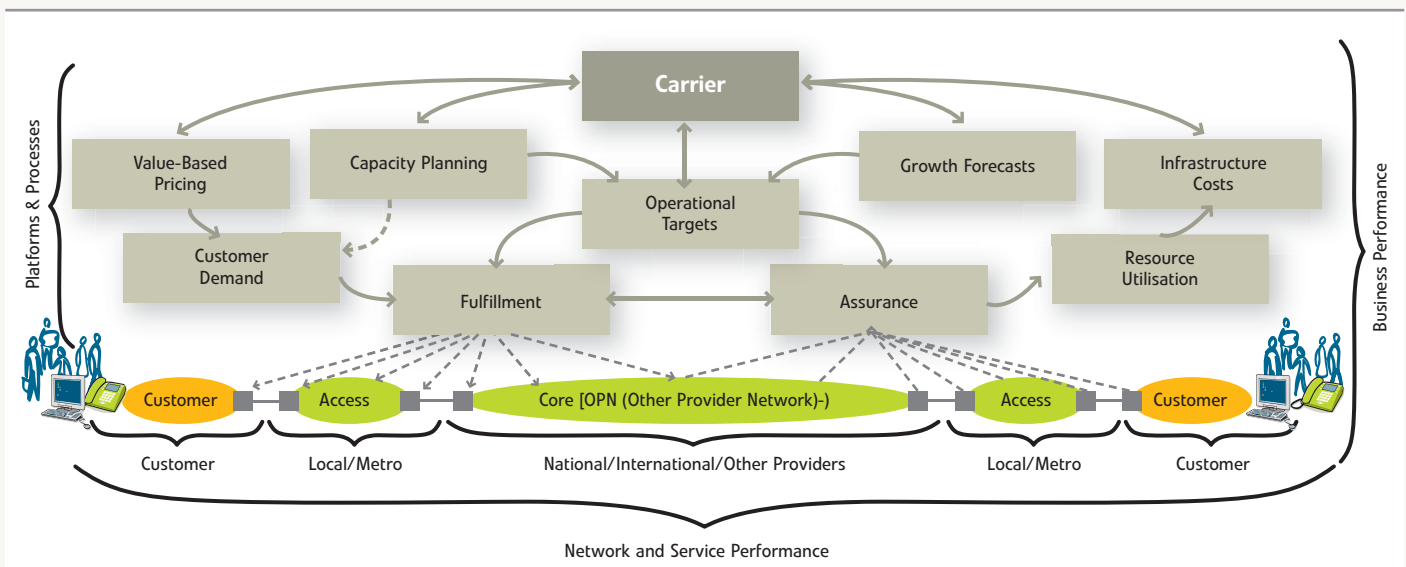 Carrier
Platforms & Processes
Value-Based
Pricing
Capacity Planning
Growth Forecasts
Infrastructure
Costs
Operational
Targets
Customer
Demand
Resource
Utilisation
Business Performance
Fulfillment
Assurance
Customer
Access
Core [OPN (Other Provider Network)-)
Access
Customer
Customer
Local/Metro
National/International/Other Providers
Local/Metro
Customer
Network and Service Performance